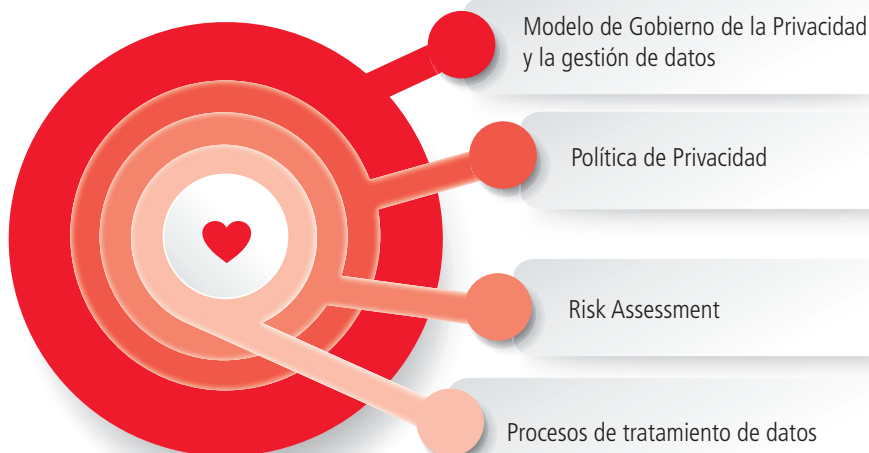 Modelo de Gobierno de la Privacidad
y la gestión de datos
Política de Privacidad
Risk Assessment
Procesos de tratamiento de datos